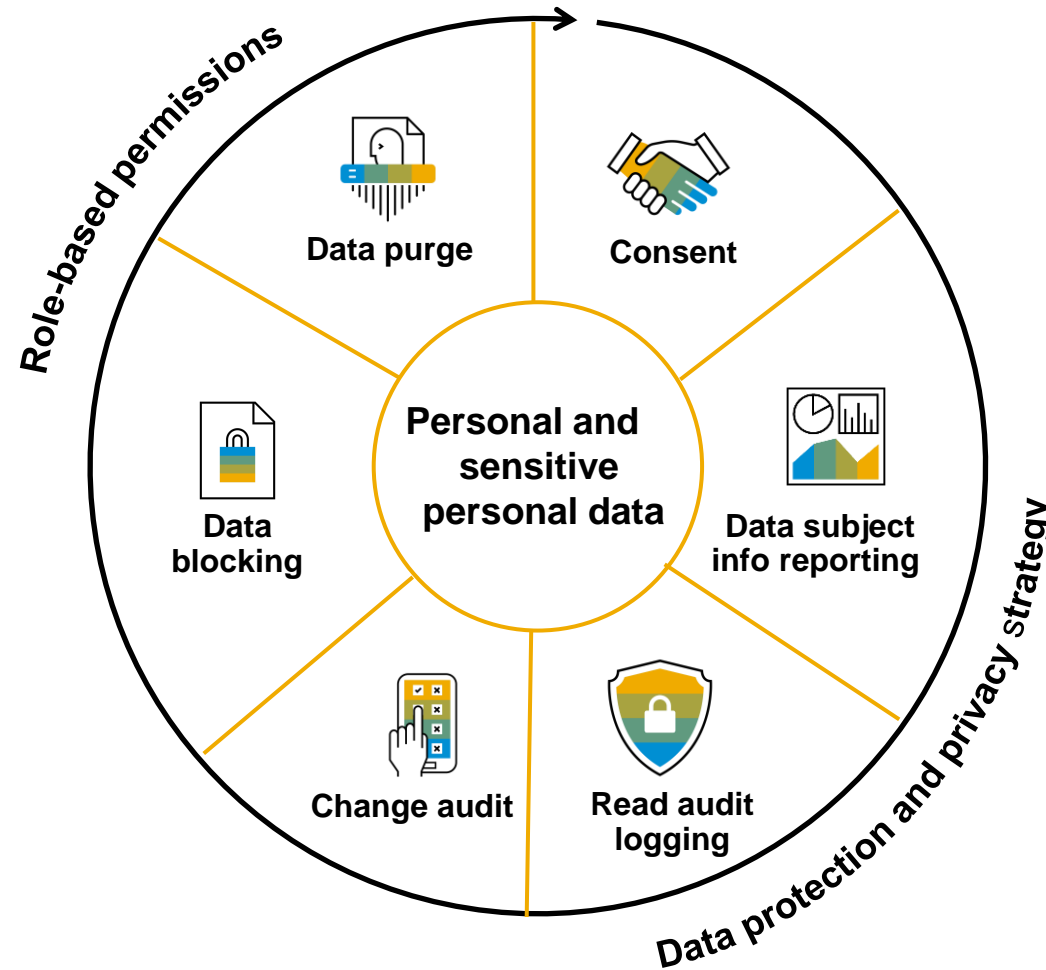 Role-based permissions
Data purge
Consent
Personal and
sensitive
personal data
Data
blocking
Data subject
info reporting
Change audit
Read audit
logging
Data protection and privacy strategy